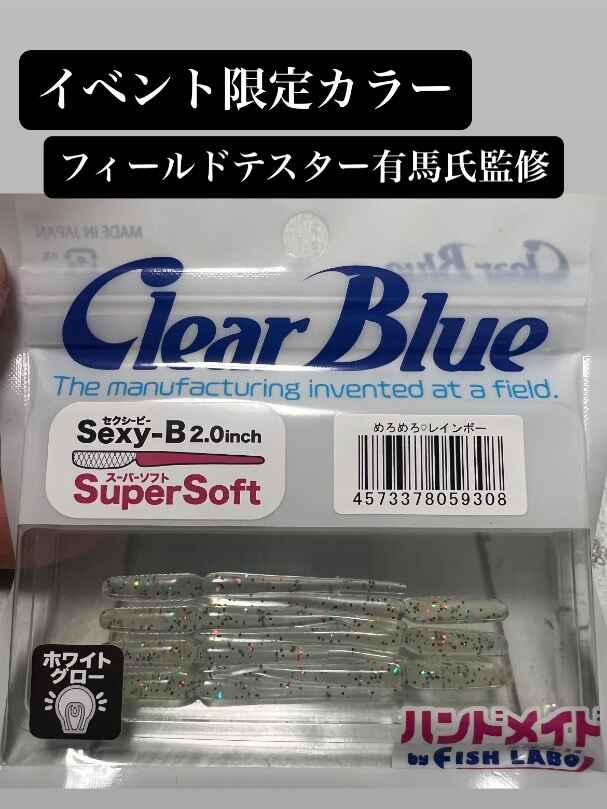 イベント限定カラー
フィールドテスター有馬氏監修
MADE IN JAPAN
Clear Blue
Clear Blue
The manufacturing invented at a field.
セクシービー
Sexy-B 2.0inch
スーパーソフト
SuperSoft
めろめろ♡レインボー
4573378059308
ホワイト
グロー
ハンドメイド
by FISH LABO